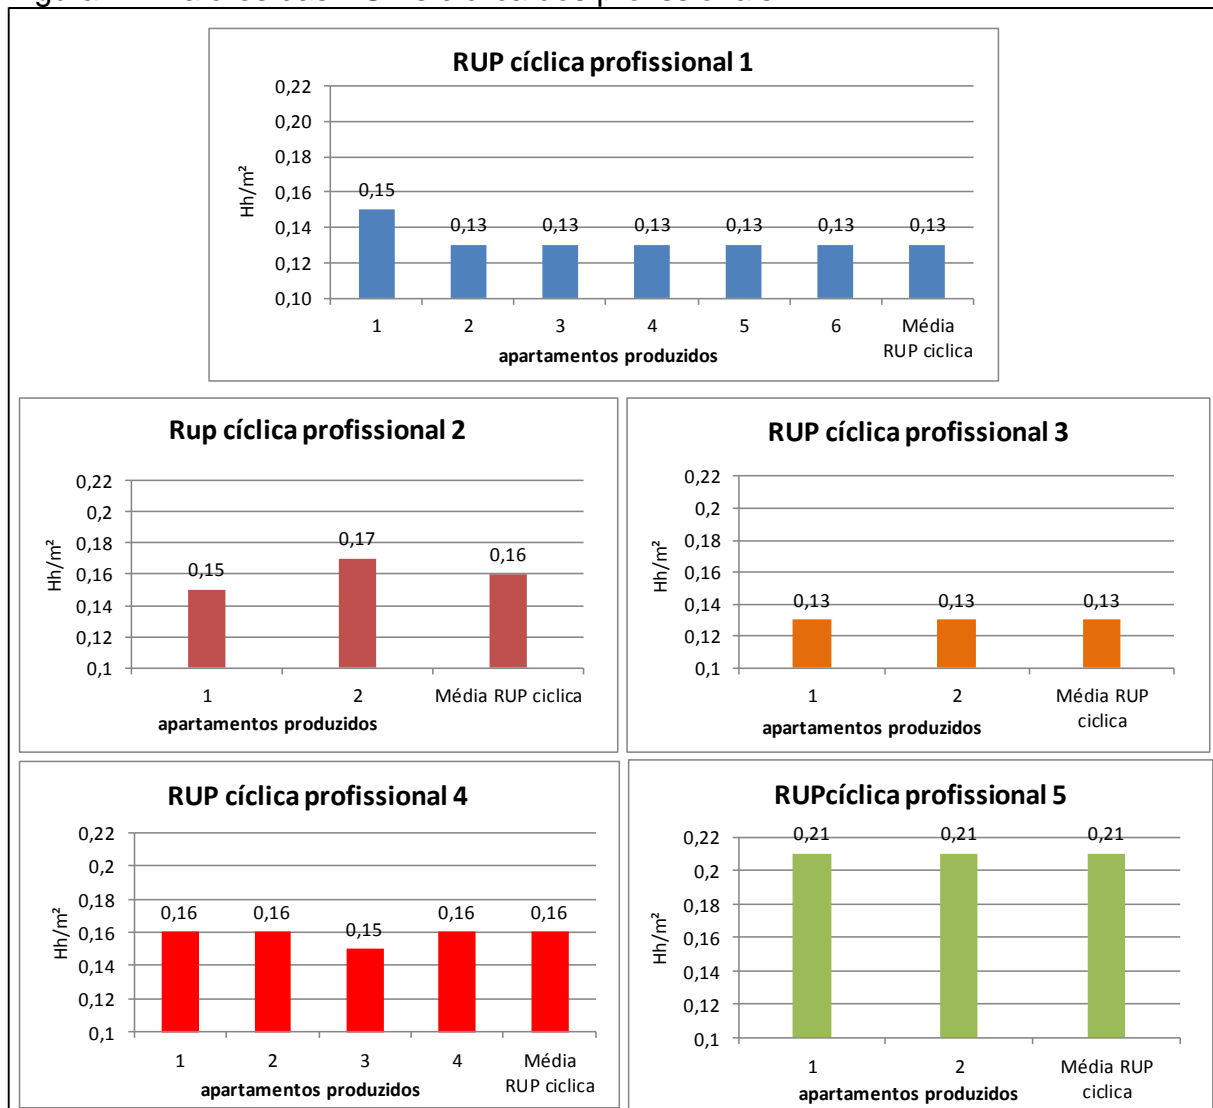 RUP cíclica profissional 1
0,22
0,20
0,18
0,16
0,14
0,12
0,10
Hh/m²
0,15
0,13
0,13
0,13
0,13
0,13
0,13
1 2 3 4 5 6 Média
RUP ciclica
apartamentos produzidos
Rup cíclica profissional 2
0,22
0,2
0,18
0,16
0,14
0,12
0,1
Hh/m²
0,15
0,17
0,16
1 2 Média RUP ciclica
apartamentos produzidos
RUP cíclica profissional 3
0,22
0,2
0,18
0,16
0,14
0,12
0,1
Hh/m²
0,13
0,13
0,13
1 2 Média RUP
ciclica
apartamentos produzidos
RUP cíclica profissional 4
0,22
0,2
0,18
0,16
0,14
0,12
0,1
Hh/m²
0,16
0,16
0,15
0,16
0,16
1 2 3 4 Média
RUP ciclica
apartamentos produzidos
RUPcíclica profissional 5
0,22
0,2
0,18
0,16
0,14
0,12
0,1
Hh/m²
0,21
0,21
0,21
1 2 Média RUP
ciclica
apartamentos produzidos